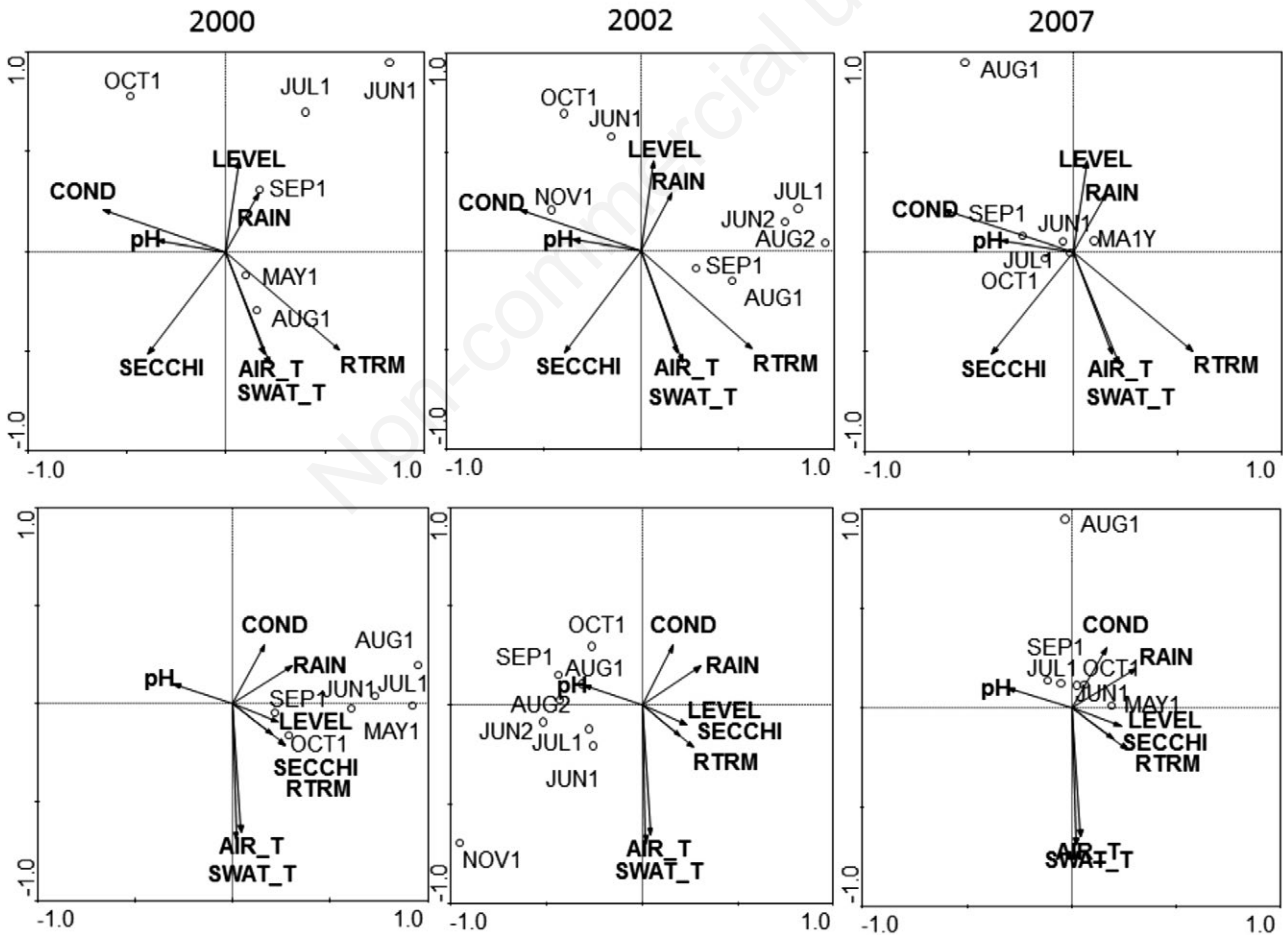 2000
2002
2007
1.0
OCT1
JUL1
JUN1
LEVEL
COND
SEP1
RAIN
pH
MAY1
AUG1
SECCHI
AIR_T
RTRM
SWAT_T
-1.0
-1.0
1.0
1.0
OCT1
JUN1
LEVEL
RAIN
COND
NOV1
JUL1
JUN2
pH
AUG2
SEP1
AUG1
SECCHI
AIR_T
RTRM
SWAT_T
-1.0
-1.0
1.0
1.0
AUG1
LEVEL
RAIN
COND
SEP1
JUN1
pH
MA1Y
JUL1
OCT1
SECCHI
AIR_T
RTRM
SWAT_T
-1.0
-1.0
1.0
Non-commercial u
1.0
COND
AUG1
RAIN
pH
JUN1
JUL1
SEP1
LEVEL
MAY1
OCT1
SECCHI
RTRM
AIR_T
SWAT_T
-1.0
-1.0
1.0
1.0
OCT1
COND
SEP1
AUG1
RAIN
pH
AUG2
LEVEL
JUN2
JUL1
SECCHI
RTRM
JUN1
AIR_T
NOV1
SWAT_T
-1.0
-1.0
1.0
1.0
AUG1
SEP1
COND
JUL1
OCT1
RAIN
pH
JUN1
MAY1
LEVEL
SECCHI
RTRM
AIR_T
SWAT_T
-1.0
-1.0
1.0